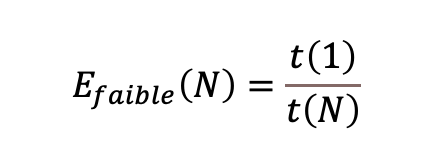 E_faible(N) = t(1)/t(N)